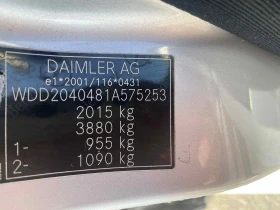 DAIMLER AG
e1*2001/116*0431
WDD2040481A575253
2015 kg
3880 kg
1- 955 kg
2- 1090 kg